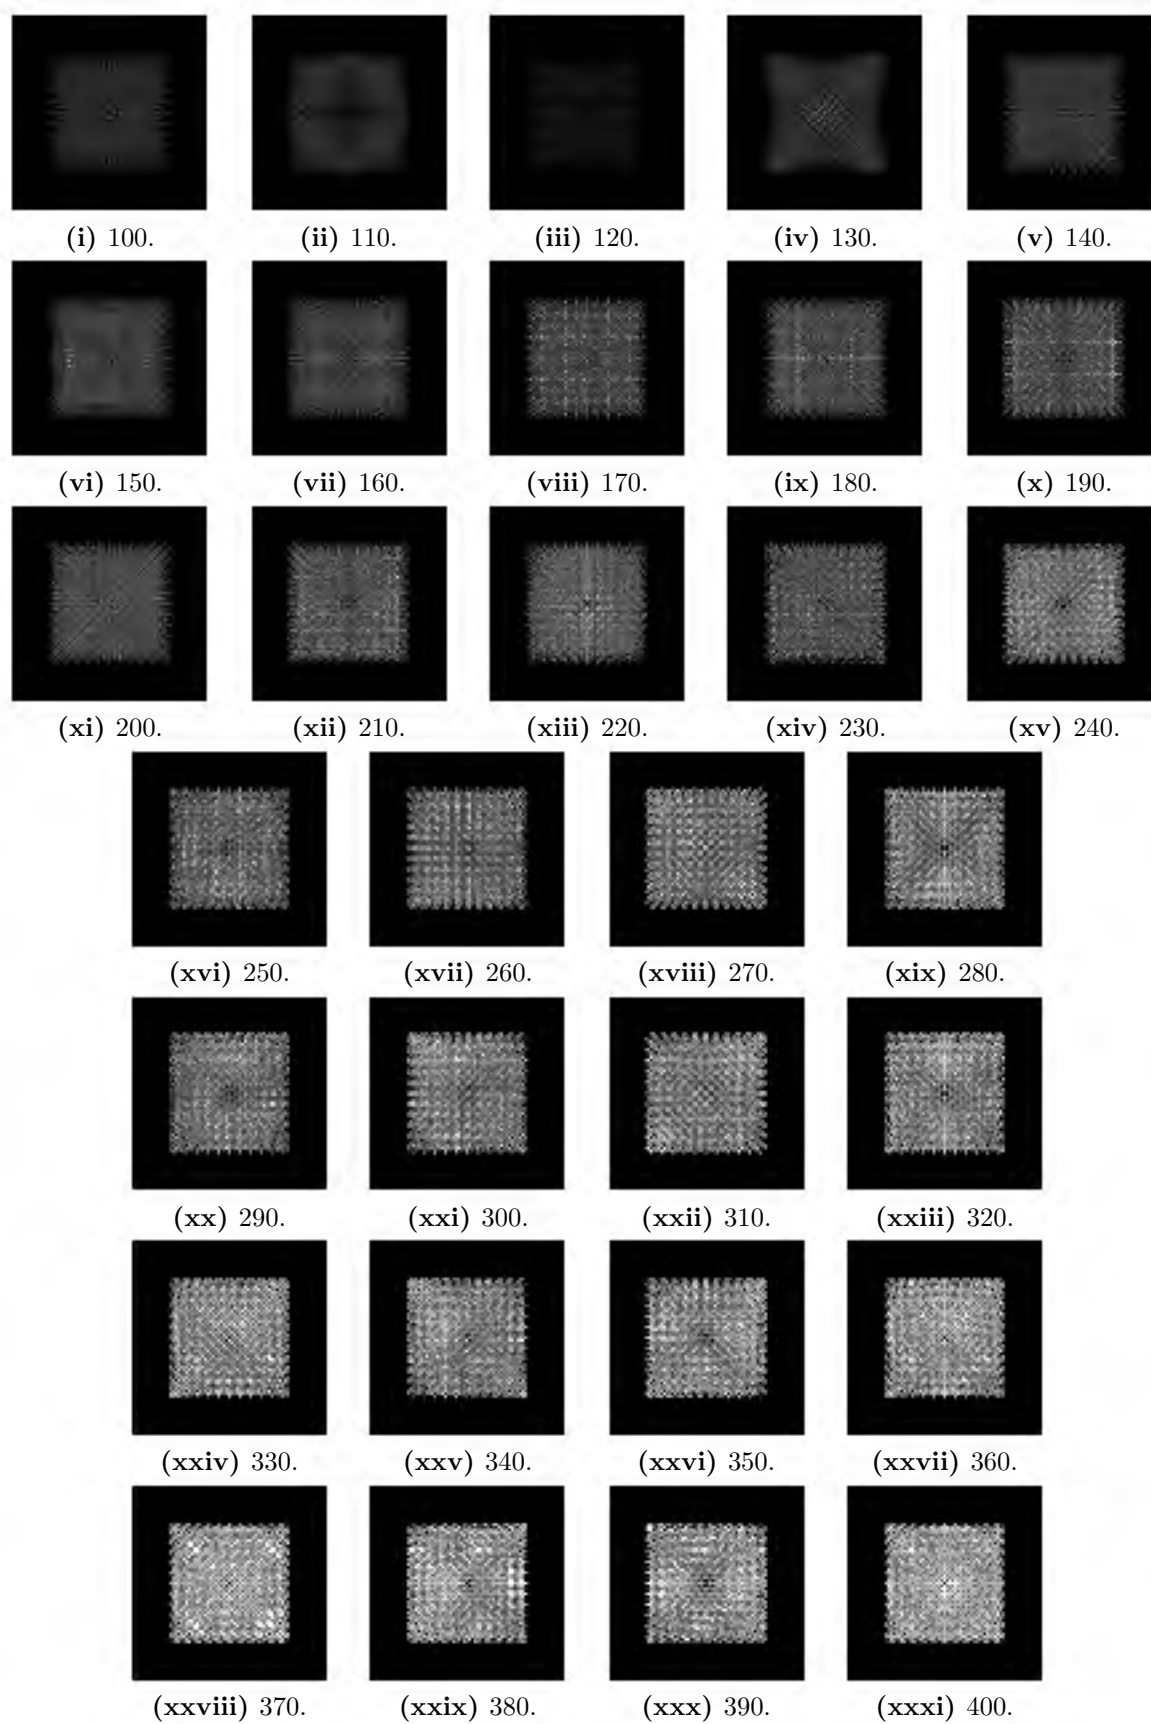 (i) 100. (ii) 110. (iii) 120. (iv) 130. (v) 140.
(vi) 150. (vii) 160. (viii) 170. (ix) 180. (x) 190.
(xi) 200. (xii) 210. (xiii) 220. (xiv) 230. (xv) 240.
(xvi) 250. (xvii) 260. (xviii) 270. (xix) 280.
(xx) 290. (xxi) 300. (xxii) 310. (xxiii) 320.
(xxiv) 330. (xxv) 340. (xxvi) 350. (xxvii) 360.
(xxviii) 370. (xxix) 380. (xxx) 390. (xxxi) 400.